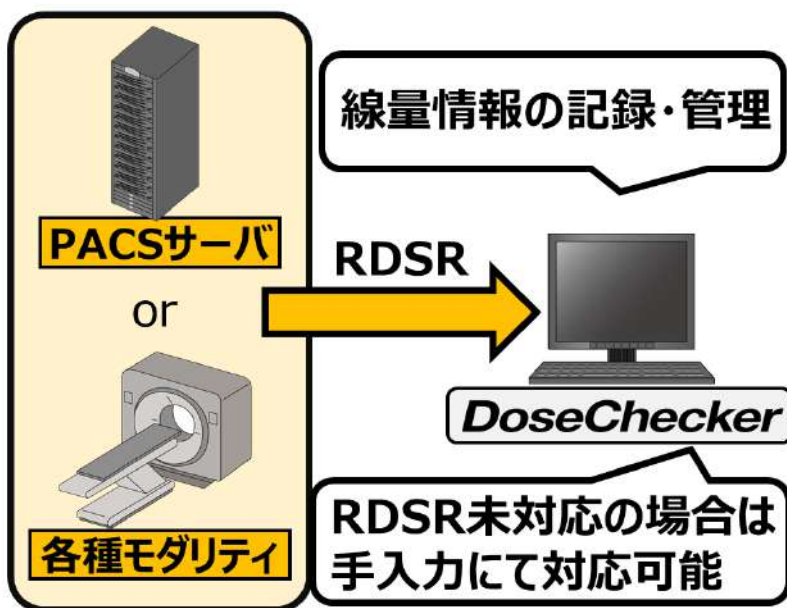 線量情報の記録・管理
PACSサーバ
RDSR
or
DoseChecker
各種モダリティ
RDSR未対応の場合は
手入力にて対応可能